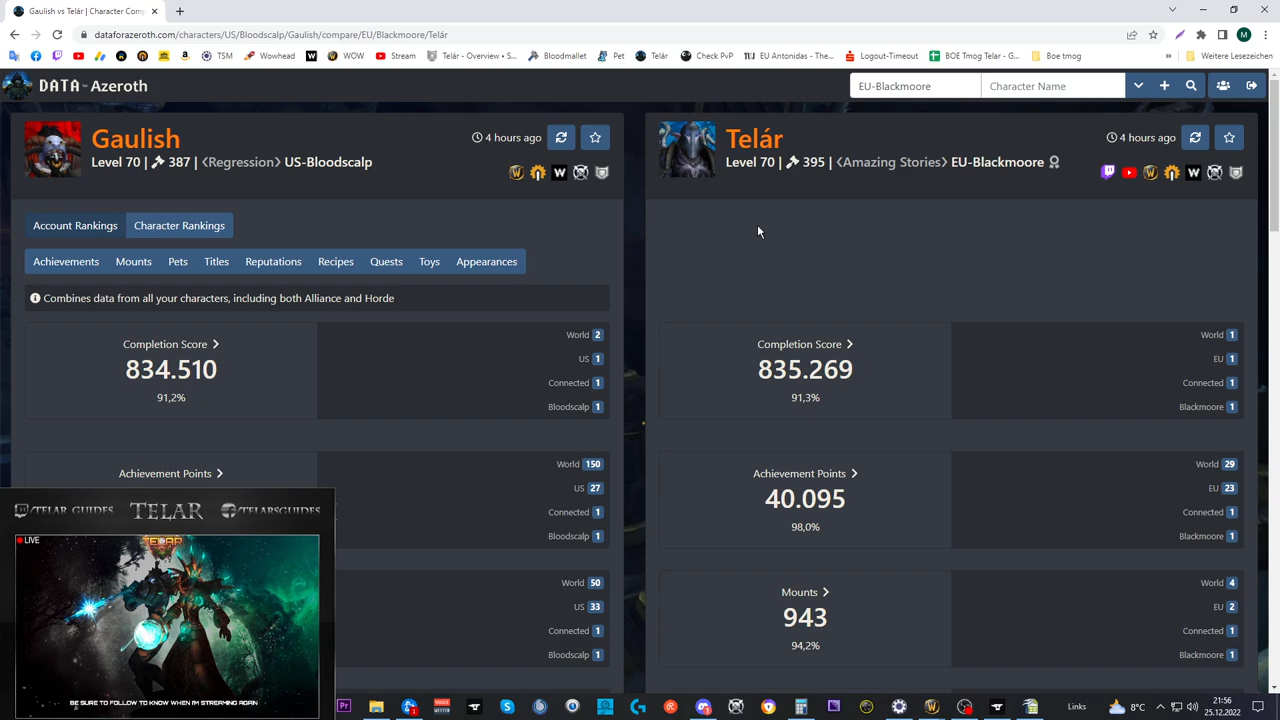 Gaulish vs Telár | Character Comp
dataforazeroth.com/characters/US/Bloodscalp/Gaulish/compare/EU/Blackmoore/Telár
TSM Wowhead WOW Stream Telár - Overview • S... Bloodmallet Pet Telár Check PvP EU Antonidas - The... Logout-Timeout BOE Tmog Telar - G... Boe tmog » Weitere Lesezeichen
DATA for Azeroth EU-Blackmoore Character Name
Gaulish 4 hours ago
Level 70 | 387 | <Regression> US-Bloodscalp
Telár 4 hours ago
Level 70 | 395 | <Amazing Stories> EU-Blackmoore
Account Rankings Character Rankings
Achievements Mounts Pets Titles Reputations Recipes Quests Toys Appearances
Combines data from all your characters, including both Alliance and Horde
Completion Score
834.510
91,2%
World 2
US 1
Connected 1
Bloodscalp 1
Completion Score
835.269
91,3%
World 1
EU 1
Connected 1
Blackmoore 1
Achievement Points
World 150
US 27
Connected 1
Bloodscalp 1
Achievement Points
40.095
98,0%
World 29
EU 23
Connected 1
Blackmoore 1
World 50
US 33
Connected 1
Bloodscalp 1
Mounts
943
94,2%
World 4
EU 2
Connected 1
Blackmoore 1
/TELAR GUIDES TELAR /TELARSGUIDES
LIVE
TELAR
BE SURE TO FOLLOW TO KNOW WHEN I'M STREAMING AGAIN
Links 8°C 21:56
25.12.2022